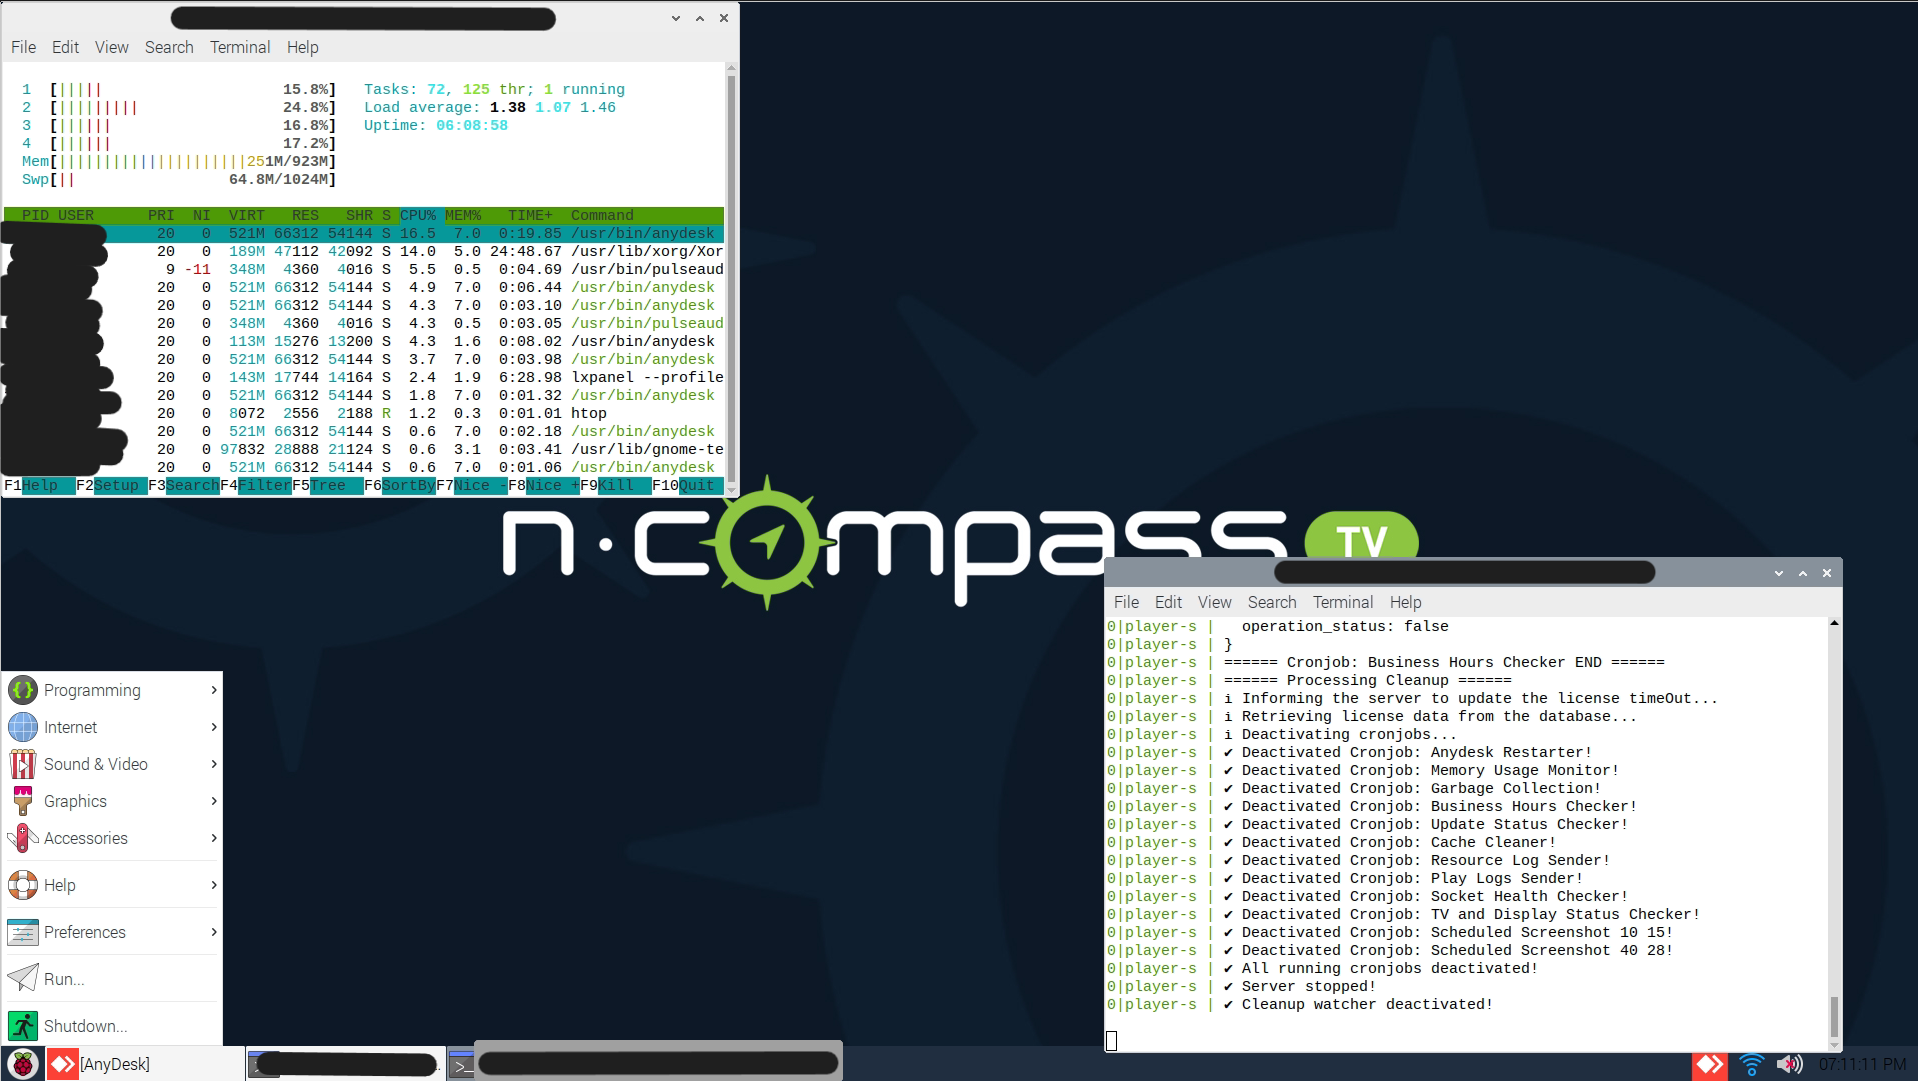 File Edit View Search Terminal Help
1 [||||| 15.8%] Tasks: 72, 125 thr; 1 running
2 [||||||||| 24.8%] Load average: 1.38 1.07 1.46
3 [|||||| 16.8%] Uptime: 06:08:58
4 [|||||| 17.2%]
Mem[|||||||||||||||||||||251M/923M]
Swp[|| 64.8M/1024M]
PID USER PRI NI VIRT RES SHR S CPU% MEM% TIME+ Command
20 0 521M 66312 54144 S 16.5 7.0 0:19.85 /usr/bin/anydesk
20 0 189M 47112 42092 S 14.0 5.0 24:48.67 /usr/lib/xorg/Xor
9 -11 348M 4360 4016 S 5.5 0.5 0:04.69 /usr/bin/pulseaud
20 0 521M 66312 54144 S 4.9 7.0 0:06.44 /usr/bin/anydesk
20 0 521M 66312 54144 S 4.3 7.0 0:03.10 /usr/bin/anydesk
20 0 348M 4360 4016 S 4.3 0.5 0:03.05 /usr/bin/pulseaud
20 0 113M 15276 13200 S 4.3 1.6 0:08.02 /usr/bin/anydesk
20 0 521M 66312 54144 S 3.7 7.0 0:03.98 /usr/bin/anydesk
20 0 143M 17744 14164 S 2.4 1.9 6:28.98 lxpanel --profile
20 0 521M 66312 54144 S 1.8 7.0 0:01.32 /usr/bin/anydesk
20 0 8072 2556 2188 R 1.2 0.3 0:01.01 htop
20 0 521M 66312 54144 S 0.6 7.0 0:02.18 /usr/bin/anydesk
20 0 97832 28888 21124 S 0.6 3.1 0:03.41 /usr/lib/gnome-te
20 0 521M 66312 54144 S 0.6 7.0 0:01.06 /usr/bin/anydesk
F1Help F2Setup F3SearchF4FilterF5Tree F6SortByF7Nice -F8Nice +F9Kill F10Quit
n·compass TV
File Edit View Search Terminal Help
0|player-s | operation_status: false
0|player-s | }
0|player-s | ====== Cronjob: Business Hours Checker END ======
0|player-s | ====== Processing Cleanup ======
0|player-s | i Informing the server to update the license timeOut...
0|player-s | i Retrieving license data from the database...
0|player-s | i Deactivating cronjobs...
0|player-s | ✔ Deactivated Cronjob: Anydesk Restarter!
0|player-s | ✔ Deactivated Cronjob: Memory Usage Monitor!
0|player-s | ✔ Deactivated Cronjob: Garbage Collection!
0|player-s | ✔ Deactivated Cronjob: Business Hours Checker!
0|player-s | ✔ Deactivated Cronjob: Update Status Checker!
0|player-s | ✔ Deactivated Cronjob: Cache Cleaner!
0|player-s | ✔ Deactivated Cronjob: Resource Log Sender!
0|player-s | ✔ Deactivated Cronjob: Play Logs Sender!
0|player-s | ✔ Deactivated Cronjob: Socket Health Checker!
0|player-s | ✔ Deactivated Cronjob: TV and Display Status Checker!
0|player-s | ✔ Deactivated Cronjob: Scheduled Screenshot 10 15!
0|player-s | ✔ Deactivated Cronjob: Scheduled Screenshot 40 28!
0|player-s | ✔ All running cronjobs deactivated!
0|player-s | ✔ Server stopped!
0|player-s | ✔ Cleanup watcher deactivated!
Programming
Internet
Sound & Video
Graphics
Accessories
Help
Preferences
Run...
Shutdown...
[AnyDesk]
07:11:11 PM